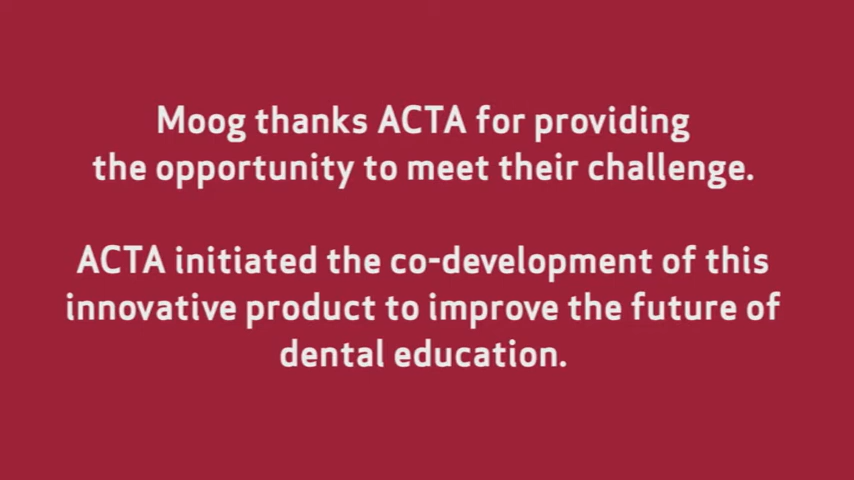 Moog thanks ACTA for providing
the opportunity to meet their challenge.
ACTA initiated the co-development of this
innovative product to improve the future of
dental education.